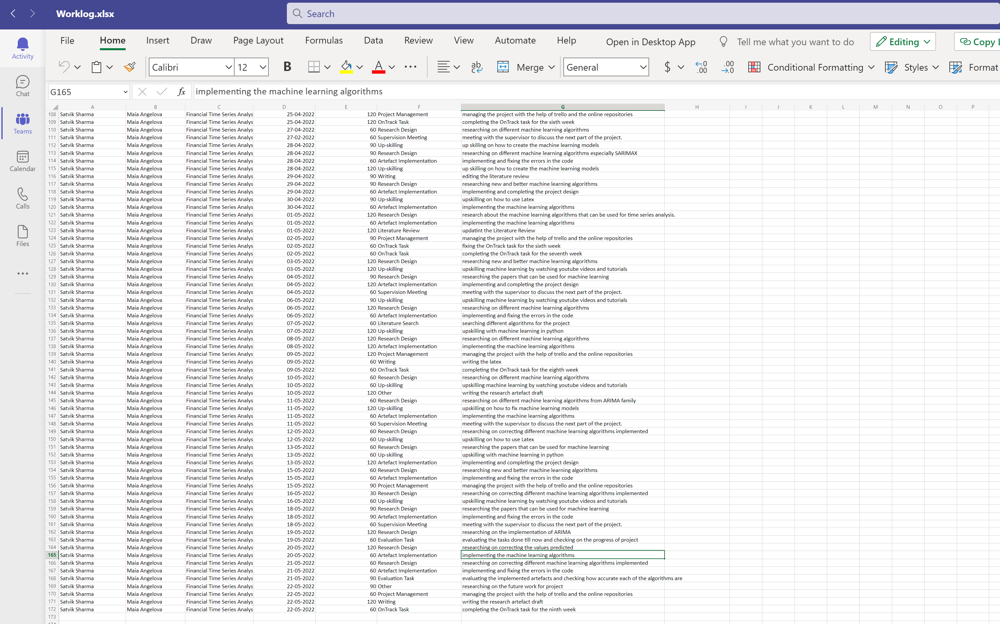 Worklog.xlsx
Search
File Home Insert Draw Page Layout Formulas Data Review View Automate Help Open in Desktop App Tell me what you want to do Editing Copy L
Calibri 12 B A ... ab Merge General $ .00 .00 Conditional Formatting Styles Format
Activity
Chat
Teams
Calendar
Calls
Files
G165 fx implementing the machine learning algorithms
A B C D E F G H I J K L M N O P
108 Satvik Sharma Maia Angelova Financial Time Series Analys 25-04-2022 120 Project Management managing the project with the help of trello and the online repositories
109 Satvik Sharma Maia Angelova Financial Time Series Analys 25-04-2022 120 OnTrack Task completing the OnTrack task for the sixth week
110 Satvik Sharma Maia Angelova Financial Time Series Analys 27-04-2022 60 Research Design researching on different machine learning algorithms
111 Satvik Sharma Maia Angelova Financial Time Series Analys 27-02-2022 60 Supervision Meeting meeting with the supervisor to discuss the next part of the project.
112 Satvik Sharma Maia Angelova Financial Time Series Analys 28-04-2022 90 Up-skilling up skilling on how to create the machine learning models
113 Satvik Sharma Maia Angelova Financial Time Series Analys 28-04-2022 90 Research Design researching on different machine learning algorithms especially SARIMAX
114 Satvik Sharma Maia Angelova Financial Time Series Analys 28-04-2022 60 Artefact Implementation implementing and fixing the errors in the code
115 Satvik Sharma Maia Angelova Financial Time Series Analys 28-04-2022 120 Up-skilling up skilling on how to create the machine learning models
116 Satvik Sharma Maia Angelova Financial Time Series Analys 29-04-2022 90 Writing editing the literature review
117 Satvik Sharma Maia Angelova Financial Time Series Analys 29-04-2022 90 Research Design researching new and better machine learning algorithms
118 Satvik Sharma Maia Angelova Financial Time Series Analys 29-04-2022 60 Artefact Implementation implementing and completing the project design
119 Satvik Sharma Maia Angelova Financial Time Series Analys 30-04-2022 90 Up-skilling upskilling on how to use Latex
120 Satvik Sharma Maia Angelova Financial Time Series Analys 30-04-2022 60 Artefact Implementation implementing the machine learning algorithms
121 Satvik Sharma Maia Angelova Financial Time Series Analys 01-05-2022 120 Research Design research about the machine learning algorithms that can be used for time series analysis.
122 Satvik Sharma Maia Angelova Financial Time Series Analys 01-05-2022 60 Artefact Implementation implementing the machine learning algorithms
123 Satvik Sharma Maia Angelova Financial Time Series Analys 01-05-2022 120 Literature Review updatint the Literature Review
124 Satvik Sharma Maia Angelova Financial Time Series Analys 02-05-2022 90 Project Management managing the project with the help of trello and the online repositories
125 Satvik Sharma Maia Angelova Financial Time Series Analys 02-05-2022 60 OnTrack Task fixing the OnTrack task for the sixth week
126 Satvik Sharma Maia Angelova Financial Time Series Analys 02-05-2022 60 OnTrack Task completing the OnTrack task for the seventh week
127 Satvik Sharma Maia Angelova Financial Time Series Analys 03-05-2022 120 Research Design researching new and better machine learning algorithms
128 Satvik Sharma Maia Angelova Financial Time Series Analys 03-05-2022 120 Up-skilling upskilling machine learning by watching youtube videos and tutorials
129 Satvik Sharma Maia Angelova Financial Time Series Analys 04-05-2022 90 Research Design researching the papers that can be used for machine learning
130 Satvik Sharma Maia Angelova Financial Time Series Analys 04-05-2022 120 Artefact Implementation implementing and completing the project design
131 Satvik Sharma Maia Angelova Financial Time Series Analys 04-05-2022 60 Supervision Meeting meeting with the supervisor to discuss the next part of the project.
132 Satvik Sharma Maia Angelova Financial Time Series Analys 06-05-2022 90 Up-skilling upskilling machine learning by watching youtube videos and tutorials
133 Satvik Sharma Maia Angelova Financial Time Series Analys 06-05-2022 120 Research Design researching on different machine learning algorithms
134 Satvik Sharma Maia Angelova Financial Time Series Analys 06-05-2022 60 Artefact Implementation implementing and fixing the errors in the code
135 Satvik Sharma Maia Angelova Financial Time Series Analys 07-05-2022 60 Literature Search searching different algorithms for the project
136 Satvik Sharma Maia Angelova Financial Time Series Analys 07-05-2022 120 Up-skilling upskilling with machine learning in python
137 Satvik Sharma Maia Angelova Financial Time Series Analys 08-05-2022 120 Research Design researching on different machine learning algorithms
138 Satvik Sharma Maia Angelova Financial Time Series Analys 08-05-2022 120 Artefact Implementation implementing the machine learning algorithms
139 Satvik Sharma Maia Angelova Financial Time Series Analys 09-05-2022 120 Project Management managing the project with the help of trello and the online repositories
140 Satvik Sharma Maia Angelova Financial Time Series Analys 09-05-2022 60 Writing writing the latex
141 Satvik Sharma Maia Angelova Financial Time Series Analys 09-05-2022 60 OnTrack Task completing the OnTrack task for the eighth week
142 Satvik Sharma Maia Angelova Financial Time Series Analys 10-05-2022 60 Research Design researching on different machine learning algorithms
143 Satvik Sharma Maia Angelova Financial Time Series Analys 10-05-2022 60 Up-skilling upskilling machine learning by watching youtube videos and tutorials
144 Satvik Sharma Maia Angelova Financial Time Series Analys 10-05-2022 120 Other writing the research artefact draft
145 Satvik Sharma Maia Angelova Financial Time Series Analys 11-05-2022 60 Research Design researching on different machine learning algorithms from ARIMA family
146 Satvik Sharma Maia Angelova Financial Time Series Analys 11-05-2022 120 Up-skilling upskilling on how to fix machine learning models
147 Satvik Sharma Maia Angelova Financial Time Series Analys 11-05-2022 60 Artefact Implementation implementing the machine learning algorithms
148 Satvik Sharma Maia Angelova Financial Time Series Analys 11-05-2022 60 Supervision Meeting meeting with the supervisor to discuss the next part of the project.
149 Satvik Sharma Maia Angelova Financial Time Series Analys 12-05-2022 60 Research Design researching on correcting different machine learning algorithms implemented
150 Satvik Sharma Maia Angelova Financial Time Series Analys 12-05-2022 60 Up-skilling upskilling on how to use Latex
151 Satvik Sharma Maia Angelova Financial Time Series Analys 13-05-2022 60 Research Design researching the papers that can be used for machine learning
152 Satvik Sharma Maia Angelova Financial Time Series Analys 13-05-2022 60 Up-skilling upskilling with machine learning in python
153 Satvik Sharma Maia Angelova Financial Time Series Analys 13-05-2022 120 Artefact Implementation implementing and completing the project design
154 Satvik Sharma Maia Angelova Financial Time Series Analys 15-05-2022 60 Research Design researching new and better machine learning algorithms
155 Satvik Sharma Maia Angelova Financial Time Series Analys 15-05-2022 60 Artefact Implementation implementing and fixing the errors in the code
156 Satvik Sharma Maia Angelova Financial Time Series Analys 15-05-2022 90 Project Management managing the project with the help of trello and the online repositories
157 Satvik Sharma Maia Angelova Financial Time Series Analys 16-05-2022 30 Research Design researching on correcting different machine learning algorithms implemented
158 Satvik Sharma Maia Angelova Financial Time Series Analys 16-05-2022 60 Up-skilling upskilling machine learning by watching youtube videos and tutorials
159 Satvik Sharma Maia Angelova Financial Time Series Analys 18-05-2022 90 Research Design researching the papers that can be used for machine learning
160 Satvik Sharma Maia Angelova Financial Time Series Analys 18-05-2022 90 Artefact Implementation implementing and fixing the errors in the code
161 Satvik Sharma Maia Angelova Financial Time Series Analys 18-05-2022 60 Supervision Meeting meeting with the supervisor to discuss the next part of the project.
162 Satvik Sharma Maia Angelova Financial Time Series Analys 19-05-2022 120 Research Design researching on the implementation of ARIMA
163 Satvik Sharma Maia Angelova Financial Time Series Analys 19-05-2022 60 Evaluation Task evaluating the tasks done till now and checking on the progress of project
164 Satvik Sharma Maia Angelova Financial Time Series Analys 20-05-2022 120 Research Design researching on correcting the values predicted
165 Satvik Sharma Maia Angelova Financial Time Series Analys 20-05-2022 60 Artefact Implementation implementing the machine learning algorithms
166 Satvik Sharma Maia Angelova Financial Time Series Analys 21-05-2022 60 Research Design researching on correcting different machine learning algorithms implemented
167 Satvik Sharma Maia Angelova Financial Time Series Analys 21-05-2022 60 Artefact Implementation implementing and fixing the errors in the code
168 Satvik Sharma Maia Angelova Financial Time Series Analys 21-05-2022 90 Evaluation Task evaluating the implemented artefacts and checking how accurate each of the algorithms are
169 Satvik Sharma Maia Angelova Financial Time Series Analys 22-05-2022 90 Other researching on the future work for project
170 Satvik Sharma Maia Angelova Financial Time Series Analys 22-05-2022 60 Project Management managing the project with the help of trello and the online repositories
171 Satvik Sharma Maia Angelova Financial Time Series Analys 22-05-2022 120 Writing writing the research artefact draft
172 Satvik Sharma Maia Angelova Financial Time Series Analys 22-05-2022 60 OnTrack Task completing the OnTrack task for the ninth week
173